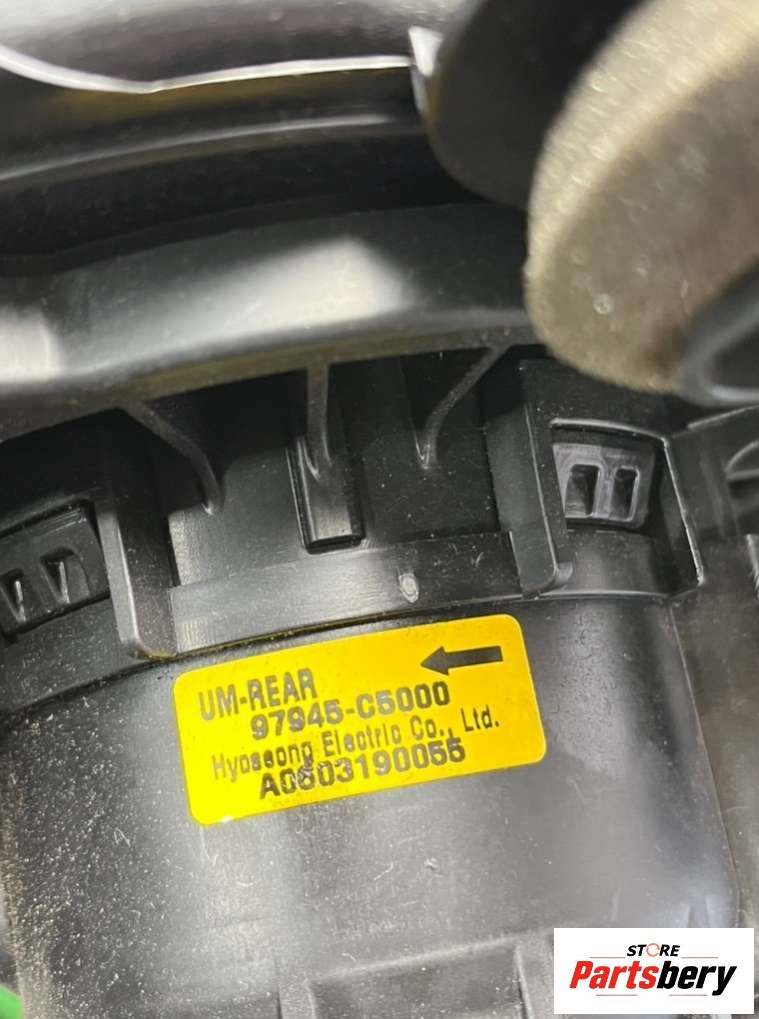 UM-REAR
97945-C5000
Hyoseong Electric Co., Ltd.
A0603190055
STORE
Partsbery